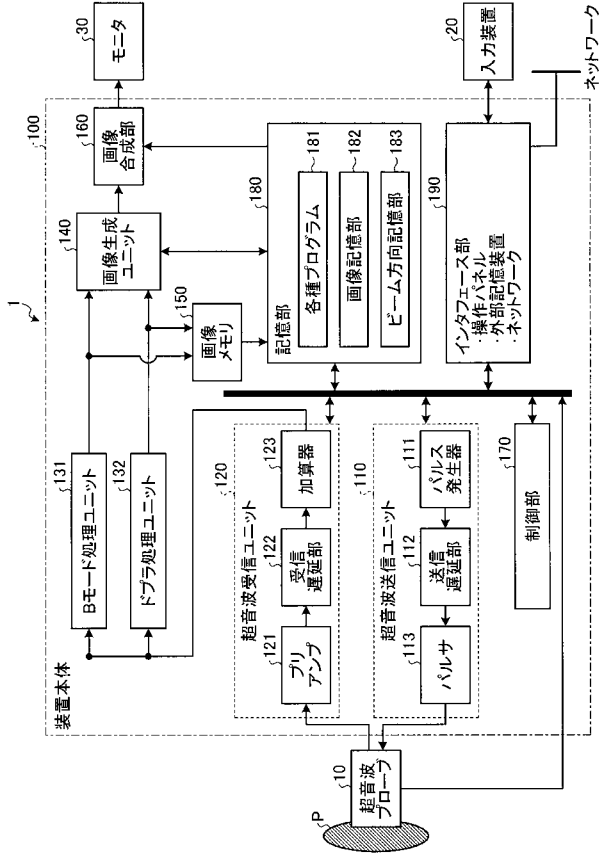 1
装置本体
100
P
10
超音波
プローブ
131
Bモード処理ユニット
132
ドプラ処理ユニット
120
超音波受信ユニット
121
プリ
アンプ
122
受信
遅延部
123
加算器
110
超音波送信ユニット
113
パルサ
112
送信
遅延部
111
パルス
発生器
170
制御部
140
画像生成
ユニット
150
画像
メモリ
160
画像
合成部
30
モニタ
180
記憶部
181
各種プログラム
182
画像記憶部
183
ビーム方向記憶部
190
インタフェース部
・操作パネル
・外部記憶装置
・ネットワーク
20
入力装置
ネットワーク